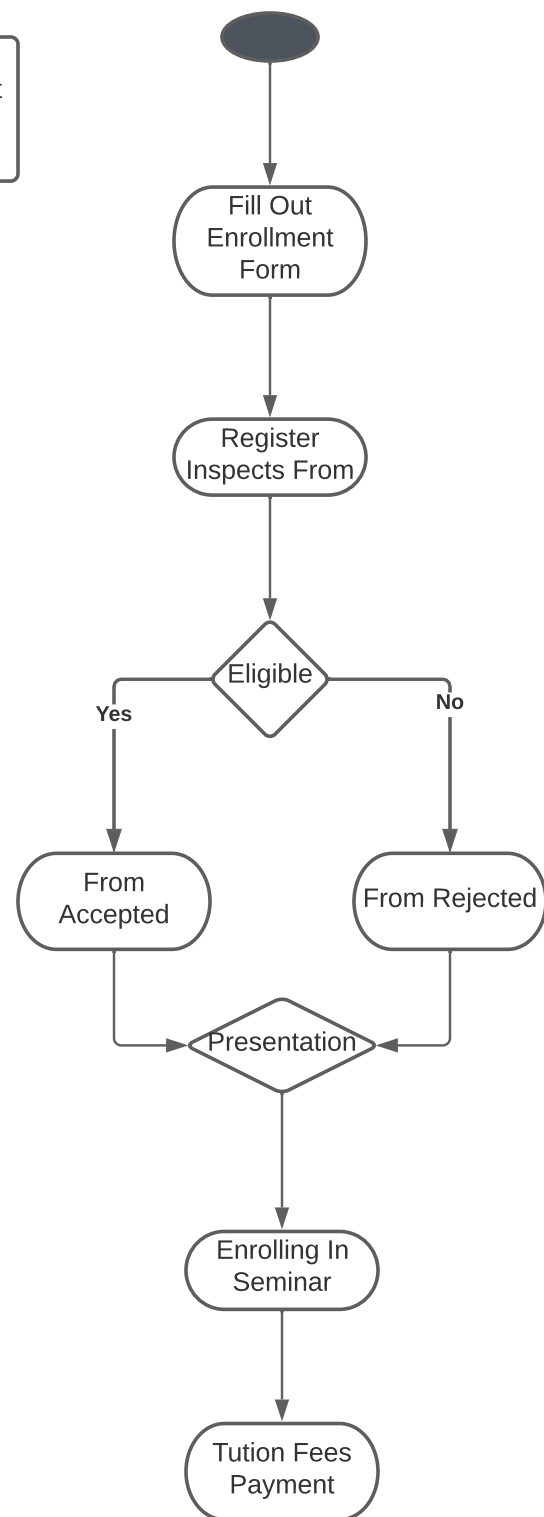 Fill Out
Enrollment
Form
Register
Inspects From
Eligible
Yes
No
From
Accepted
From Rejected
Presentation
Enrolling In
Seminar
Tution Fees
Payment